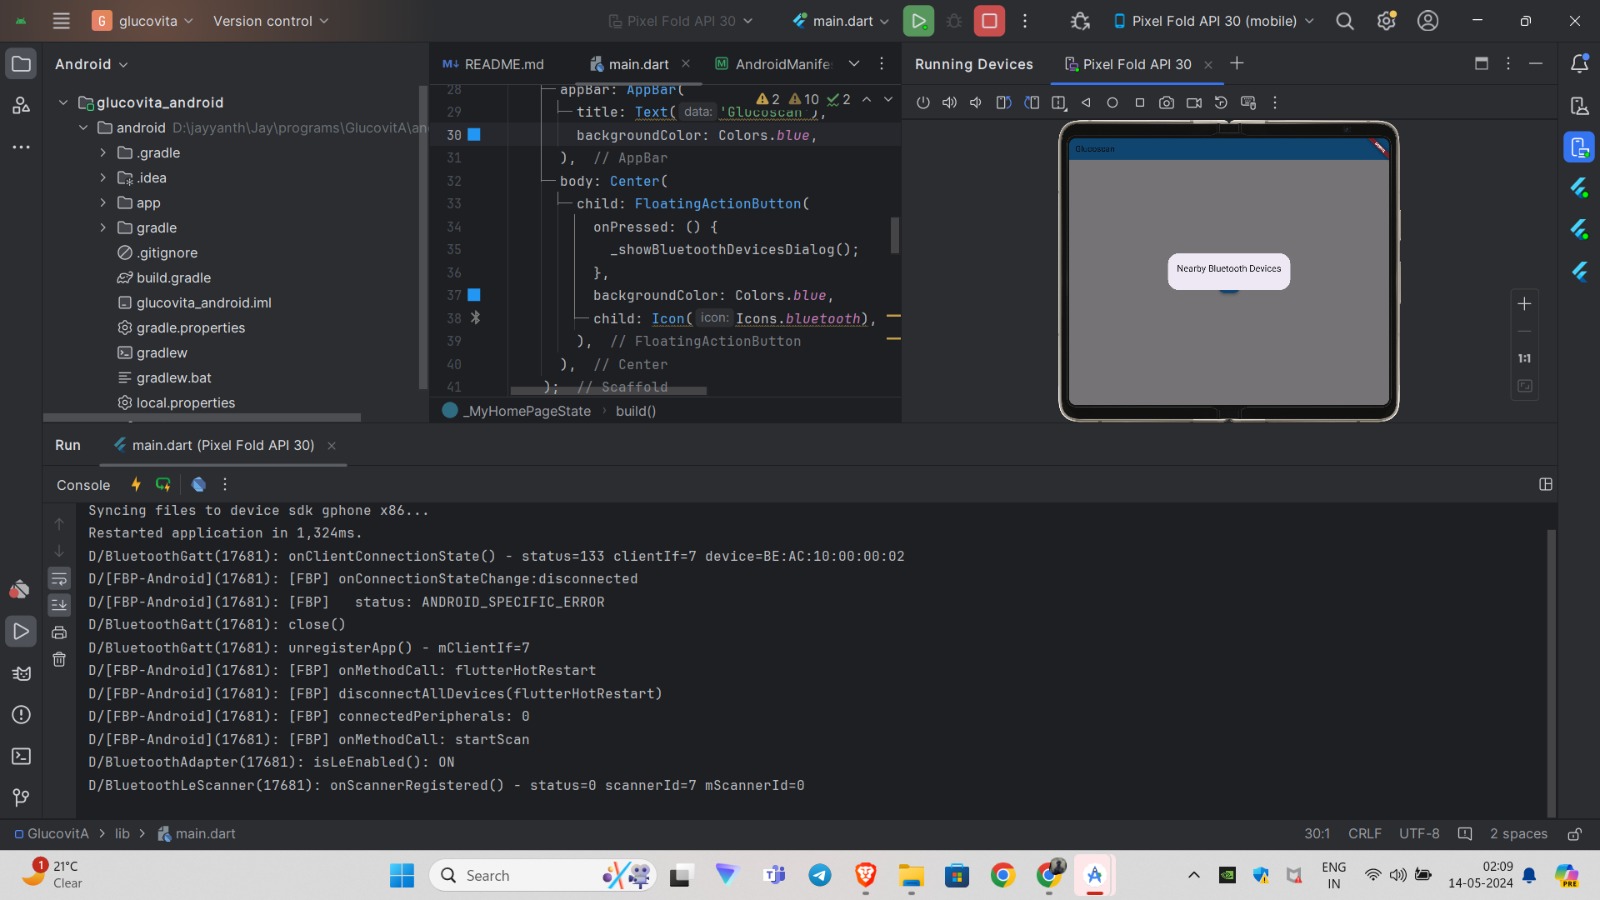 G glucovita
Version control
Pixel Fold API 30
main.dart
Pixel Fold API 30 (mobile)
Android
README.md
main.dart
AndroidManife
Running Devices
Pixel Fold API 30
glucovita_android
android D:\jayyanth\Jay\programs\GlucovitA\an
.gradle
.idea
app
gradle
.gitignore
build.gradle
glucovita_android.iml
gradle.properties
gradlew
gradlew.bat
local.properties
2 10 2
28 appBar: AppBar(
29 title: Text( data: 'Glucoscan'),
30 backgroundColor: Colors.blue,
31 ), // AppBar
32 body: Center(
33 child: FloatingActionButton(
34 onPressed: () {
35 _showBluetoothDevicesDialog();
36 },
37 backgroundColor: Colors.blue,
38 child: Icon( icon: Icons.bluetooth),
39 ), // FloatingActionButton
40 ), // Center
41 ); // Scaffold
_MyHomePageState > build()
Glucoscan
Nearby Bluetooth Devices
1:1
Run
main.dart (Pixel Fold API 30)
Console
Syncing files to device sdk gphone x86...
Restarted application in 1,324ms.
D/BluetoothGatt(17681): onClientConnectionState() - status=133 clientIf=7 device=BE:AC:10:00:00:02
D/[FBP-Android](17681): [FBP] onConnectionStateChange:disconnected
D/[FBP-Android](17681): [FBP]   status: ANDROID_SPECIFIC_ERROR
D/BluetoothGatt(17681): close()
D/BluetoothGatt(17681): unregisterApp() - mClientIf=7
D/[FBP-Android](17681): [FBP] onMethodCall: flutterHotRestart
D/[FBP-Android](17681): [FBP] disconnectAllDevices(flutterHotRestart)
D/[FBP-Android](17681): [FBP] connectedPeripherals: 0
D/[FBP-Android](17681): [FBP] onMethodCall: startScan
D/BluetoothAdapter(17681): isLeEnabled(): ON
D/BluetoothLeScanner(17681): onScannerRegistered() - status=0 scannerId=7 mScannerId=0
GlucovitA > lib > main.dart
30:1 CRLF UTF-8 2 spaces
1
21°C
Clear
Search
ENG
IN
02:09
14-05-2024
PRE